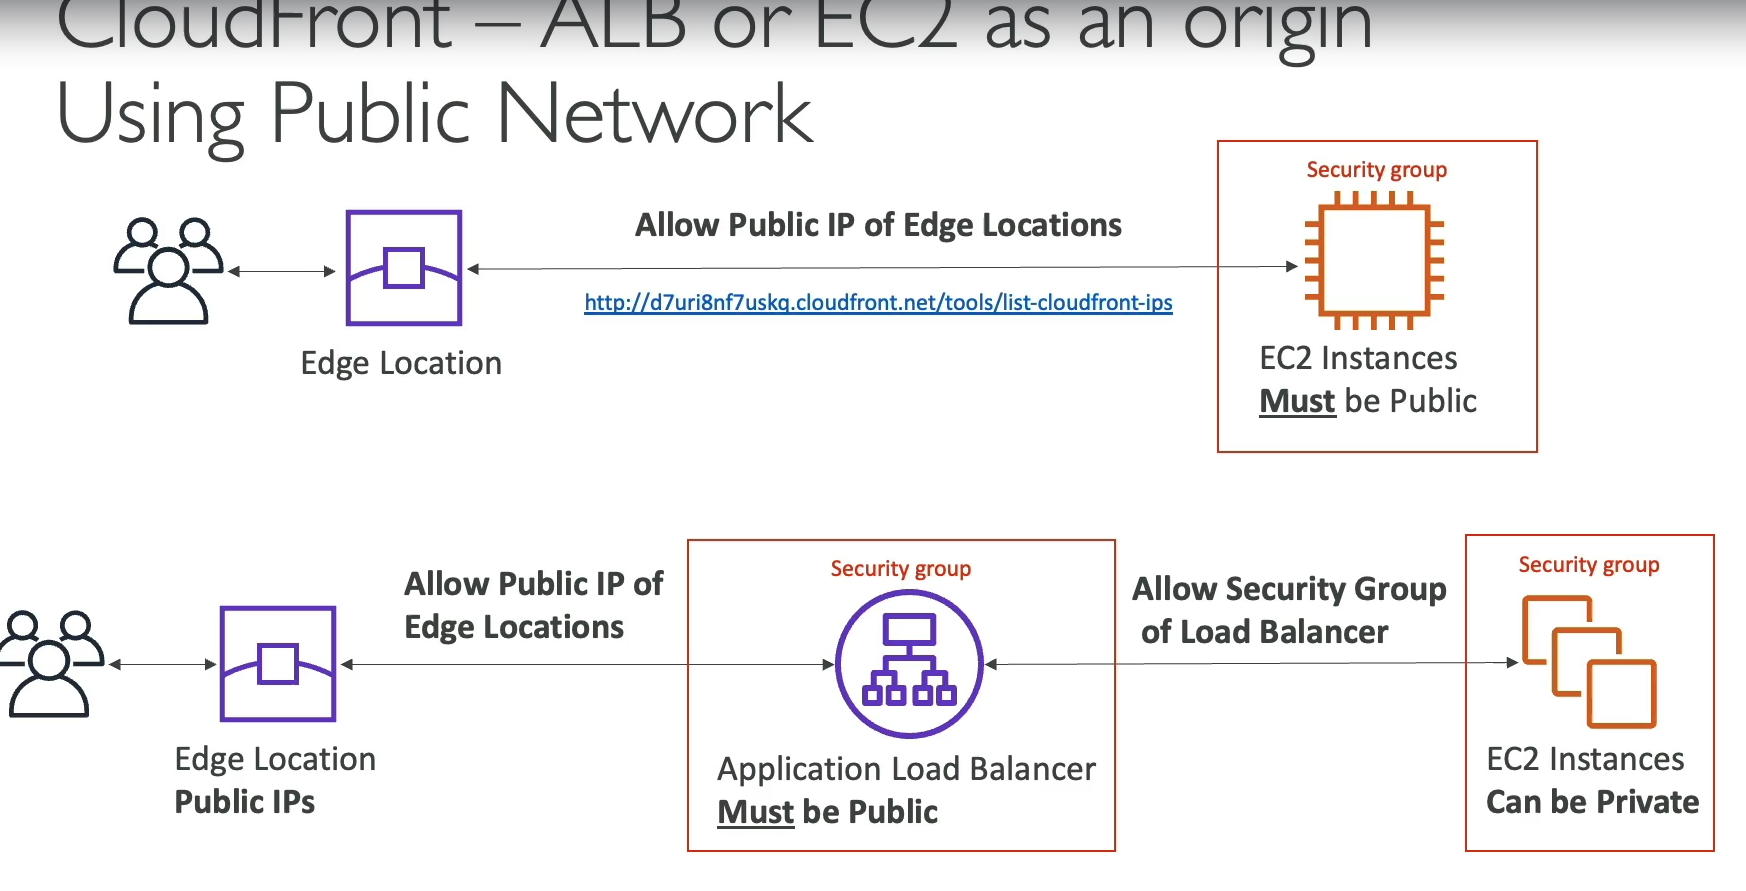 CloudFront – ALB or EC2 as an origin
Using Public Network
Security group
Allow Public IP of Edge Locations
http://d7uri8nf7uskq.cloudfront.net/tools/list-cloudfront-ips
Edge Location
EC2 Instances
Must be Public
Security group
Security group
Allow Public IP of
Edge Locations
Allow Security Group
of Load Balancer
Edge Location
Public IPs
Application Load Balancer
Must be Public
EC2 Instances
Can be Private